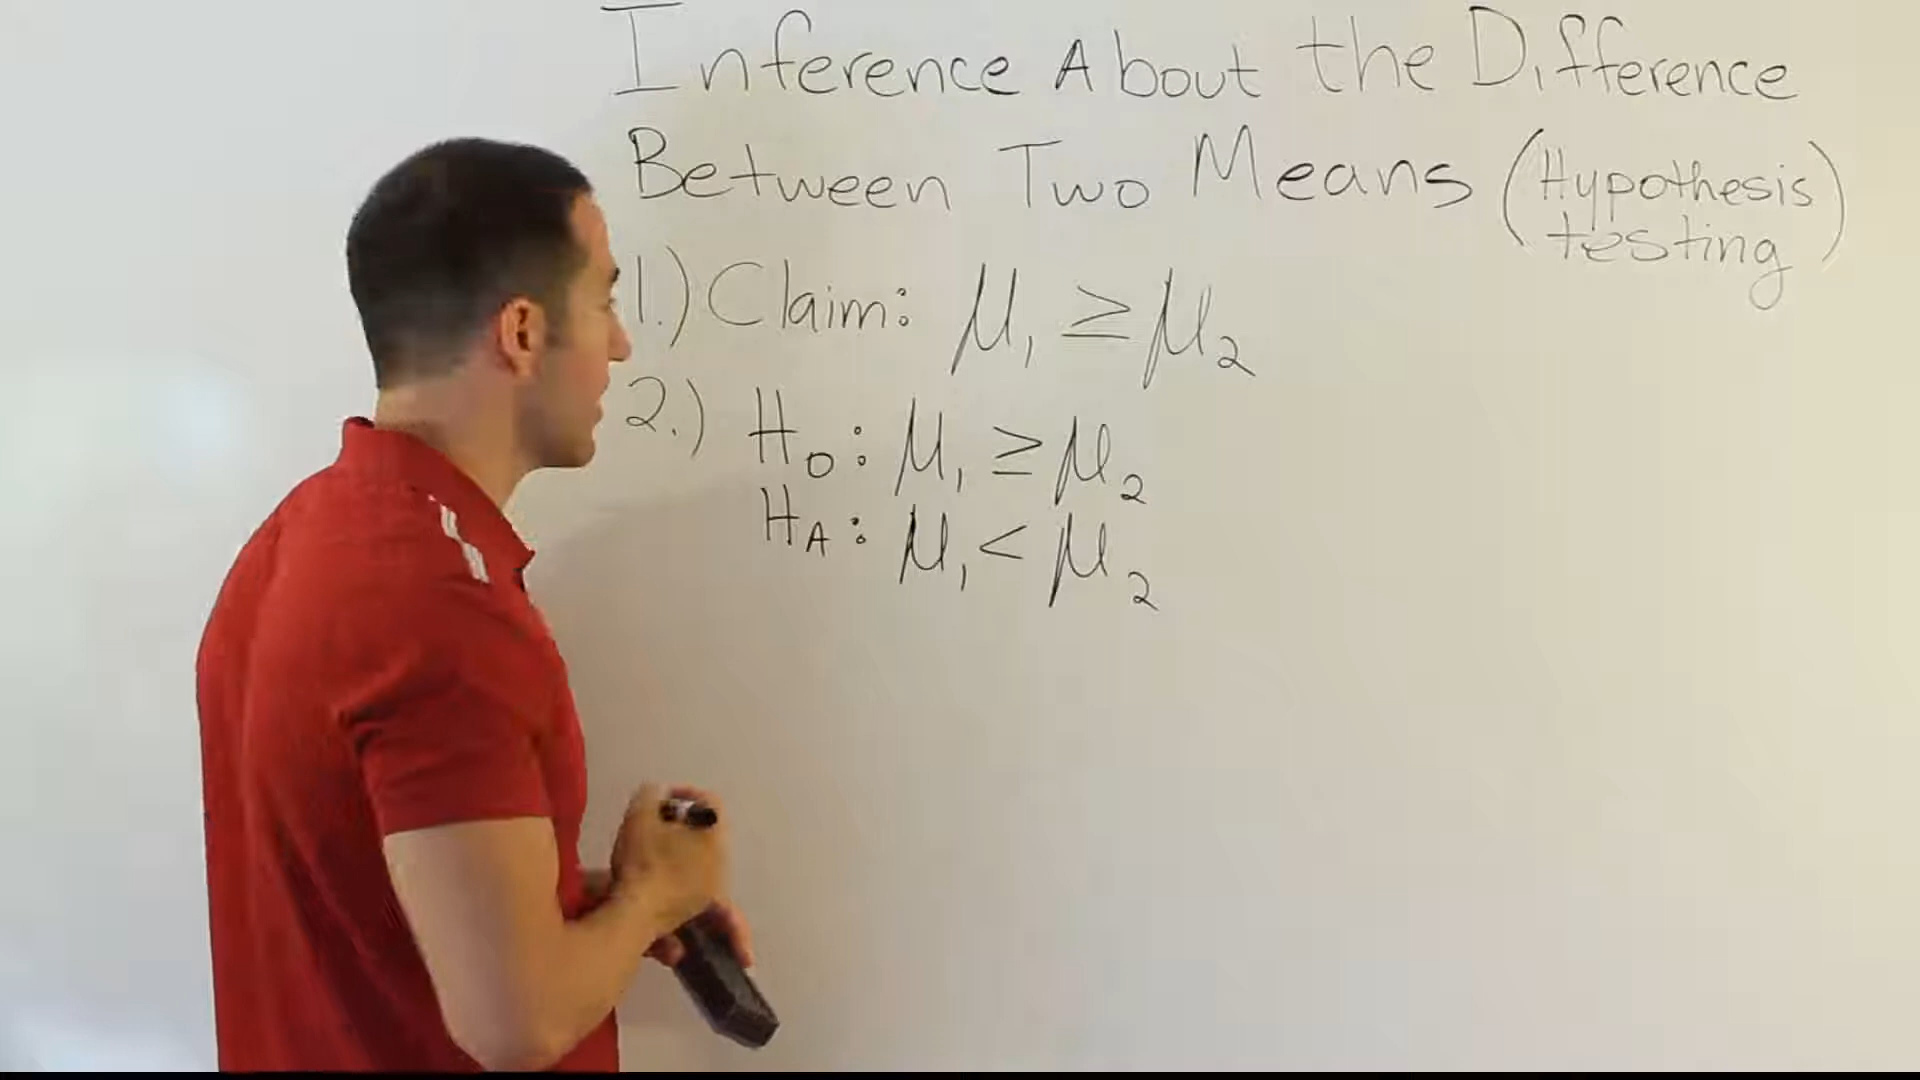 Inference About the Difference
Between Two Means (Hypothesis testing)
1.) Claim: μ₁ ≥ μ₂
2.) H₀: μ₁ ≥ μ₂
H_A: μ₁ < μ₂